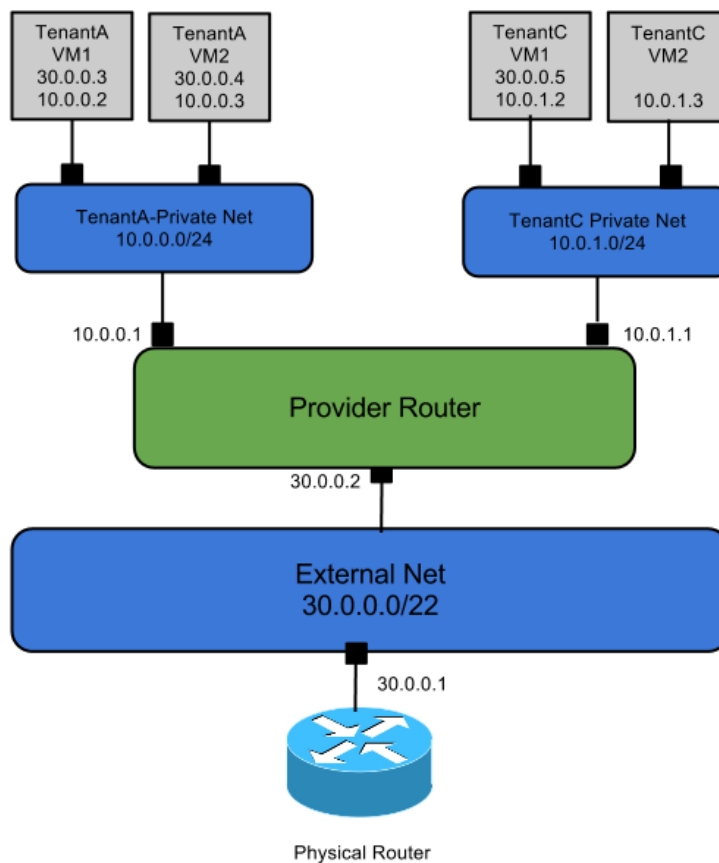 TenantA
VM1
30.0.0.3
10.0.0.2
TenantA
VM2
30.0.0.4
10.0.0.3
TenantC
VM1
30.0.0.5
10.0.1.2
TenantC
VM2
10.0.1.3
TenantA-Private Net
10.0.0.0/24
TenantC Private Net
10.0.1.0/24
10.0.0.1
10.0.1.1
Provider Router
30.0.0.2
External Net
30.0.0.0/22
30.0.0.1
Physical Router